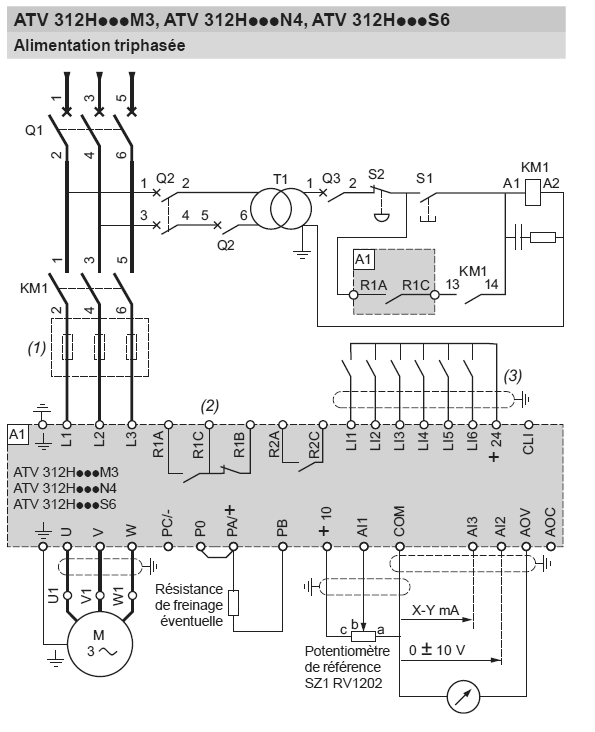 ATV 312H●●●M3, ATV 312H●●●N4, ATV 312H●●●S6
Alimentation triphasée
1 3 5
Q1
2 4 6
1 Q2 2
T1
1 Q3 2
S2
S1
KM1
A1 A2
3 4 5 6
Q2
A1
R1A R1C
13 KM1 14
1 3 5
KM1
2 4 6
(1)
(2)
(3)
A1
L1 L2 L3 R1A R1C R1B R2A R2C LI1 LI2 LI3 LI4 LI5 LI6 24 CLI
+
ATV 312H●●●M3
ATV 312H●●●N4
ATV 312H●●●S6
U V W PC/- P0 PA/+ PB + 10 AI1 COM AI3 AI2 AOV AOC
U1 V1 W1
M
3
Résistance
de freinage
éventuelle
c b a
Potentiomètre
de référence
SZ1 RV1202
X-Y mA
0 ± 10 V